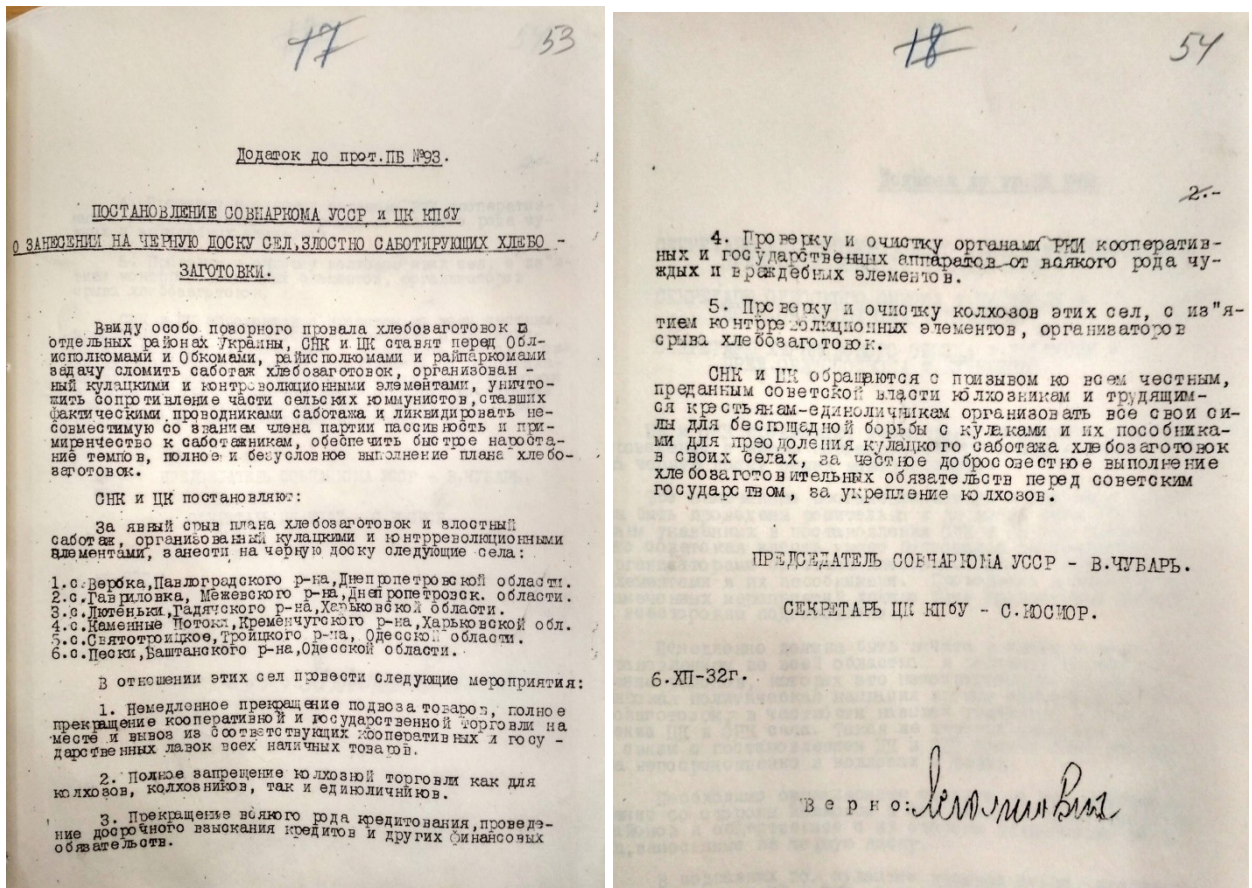 17
53
Додаток до прот.ПБ №93.
ПОСТАНОВЛЕНИЕ СОВНАРКОМА УССР и ЦК КПбУ
О ЗАНЕСЕНИИ НА ЧЕРНУЮ ДОСКУ СЕЛ,ЗЛОСТНО САБОТИРУЮЩИХ ХЛЕБО -
ЗАГОТОВКИ.
Ввиду особо позорного провала хлебозаготовок в
отдельных районах Украины, СНК и ЦК ставят перед Обл-
исполкомами и Обкомами, райисполкомами и райпаркомами
задачу сломить саботаж хлебозаготовок, организован -
ный кулацкими и контреволюционными элементами, уничто-
жить сопротивление части сельских коммунистов,ставших
фактическими проводниками саботажа и ликвидировать не-
совместимую со званием члена партии пассивность и при-
миренчество к саботажникам, обеспечить быстрое нароста-
ние темпов, полное и безусловное выполнение плана хлебо-
заготовок.
СНК и ЦК постановляют:
За явный срыв плана хлебозаготовок и злостный
саботаж, организованный кулацкими и контрреволюционными
элементами, занести на черную доску следующие села:
1.с.Вербка,Павлоградского р-на,Днепропетровской области.
2.с.Гавриловка, Межевского р-на,Днепропетровск. области.
3.с.Лютеньки,Гадячского р-на,Харьковской области.
4.с.Каменные Потоки,Кременчугского р-на,Харьковской обл.
5.с.Святотроицкое,Троицкого р-на, Одесской области.
6.с.Пески,Баштанского р-на,Одесской области.
В отношении этих сел провести следующие мероприятия:
1. Немедленное прекращение подвоза товаров, полное
прекращение кооперативной и государственной торговли на
месте и вывоз из соответствующих кооперативных и госу -
дарственных лавок всех наличных товаров.
2. Полное запрещение колхозной торговли как для
колхозов, колхозников, так и единоличников.
3. Прекращение всякого рода кредитования,проведе-
ние досрочного взыскания кредитов и других финансовых
обязательств.
18
54
2.-
4. Проверку и очистку органами РКИ кооператив-
ных и государственных аппаратов от всякого рода чу-
ждых и враждебных элементов.
5. Проверку и очистку колхозов этих сел, с из"я-
тием контрреволюционных элементов, организаторов
срыва хлебозаготовок.
СНК и ЦК обращаются с призывом ко всем честным,
преданным советской власти колхозникам и трудящим-
ся крестьянам-единоличникам организовать все свои си-
лы для беспощадной борьбы с кулаками и их пособника-
ми для преодоления кулацкого саботажа хлебозаготовок
в своих селах, за честное добросовестное выполнение
хлебозаготовительных обязательств перед советским
государством, за укрепление колхозов.
ПРЕДСЕДАТЕЛЬ СОВНАРКОМА УССР - В.ЧУБАРЬ.
СЕКРЕТАРЬ ЦК КПбУ - С.КОСИОР.
6.ХП-32г.
Верно: